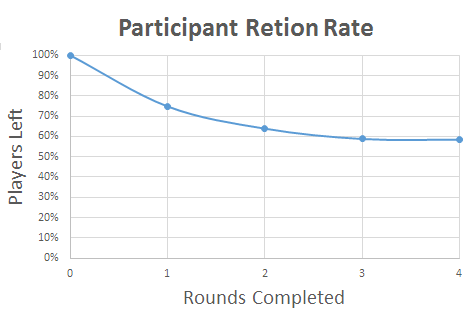 Participant Retion Rate
100%
90%
80%
70%
60%
50%
40%
30%
20%
10%
0%
Players Left
0 1 2 3 4
Rounds Completed